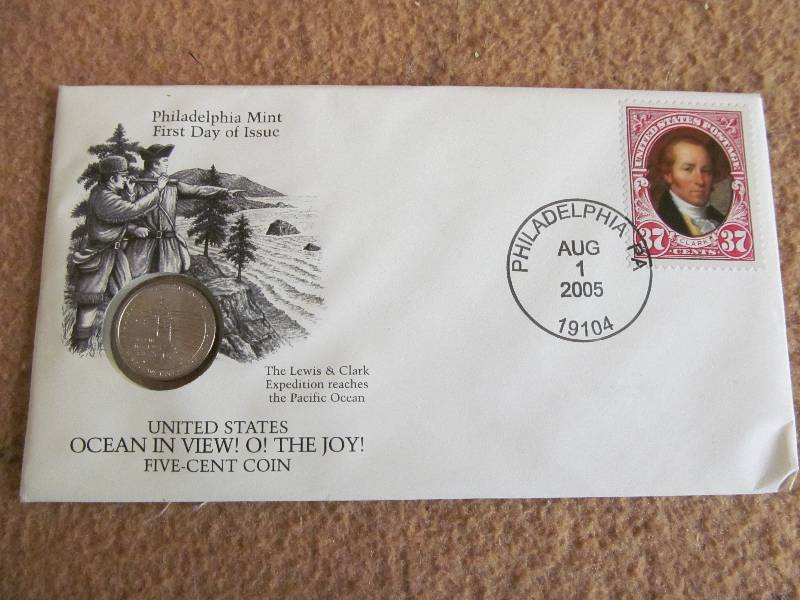 Philadelphia Mint
First Day of Issue
UNITED STATES POSTAGE
37
CLARK
37
CENTS
PHILADELPHIA PA
AUG
1
2005
19104
The Lewis & Clark
Expedition reaches
the Pacific Ocean
UNITED STATES
OCEAN IN VIEW! O! THE JOY!
FIVE-CENT COIN